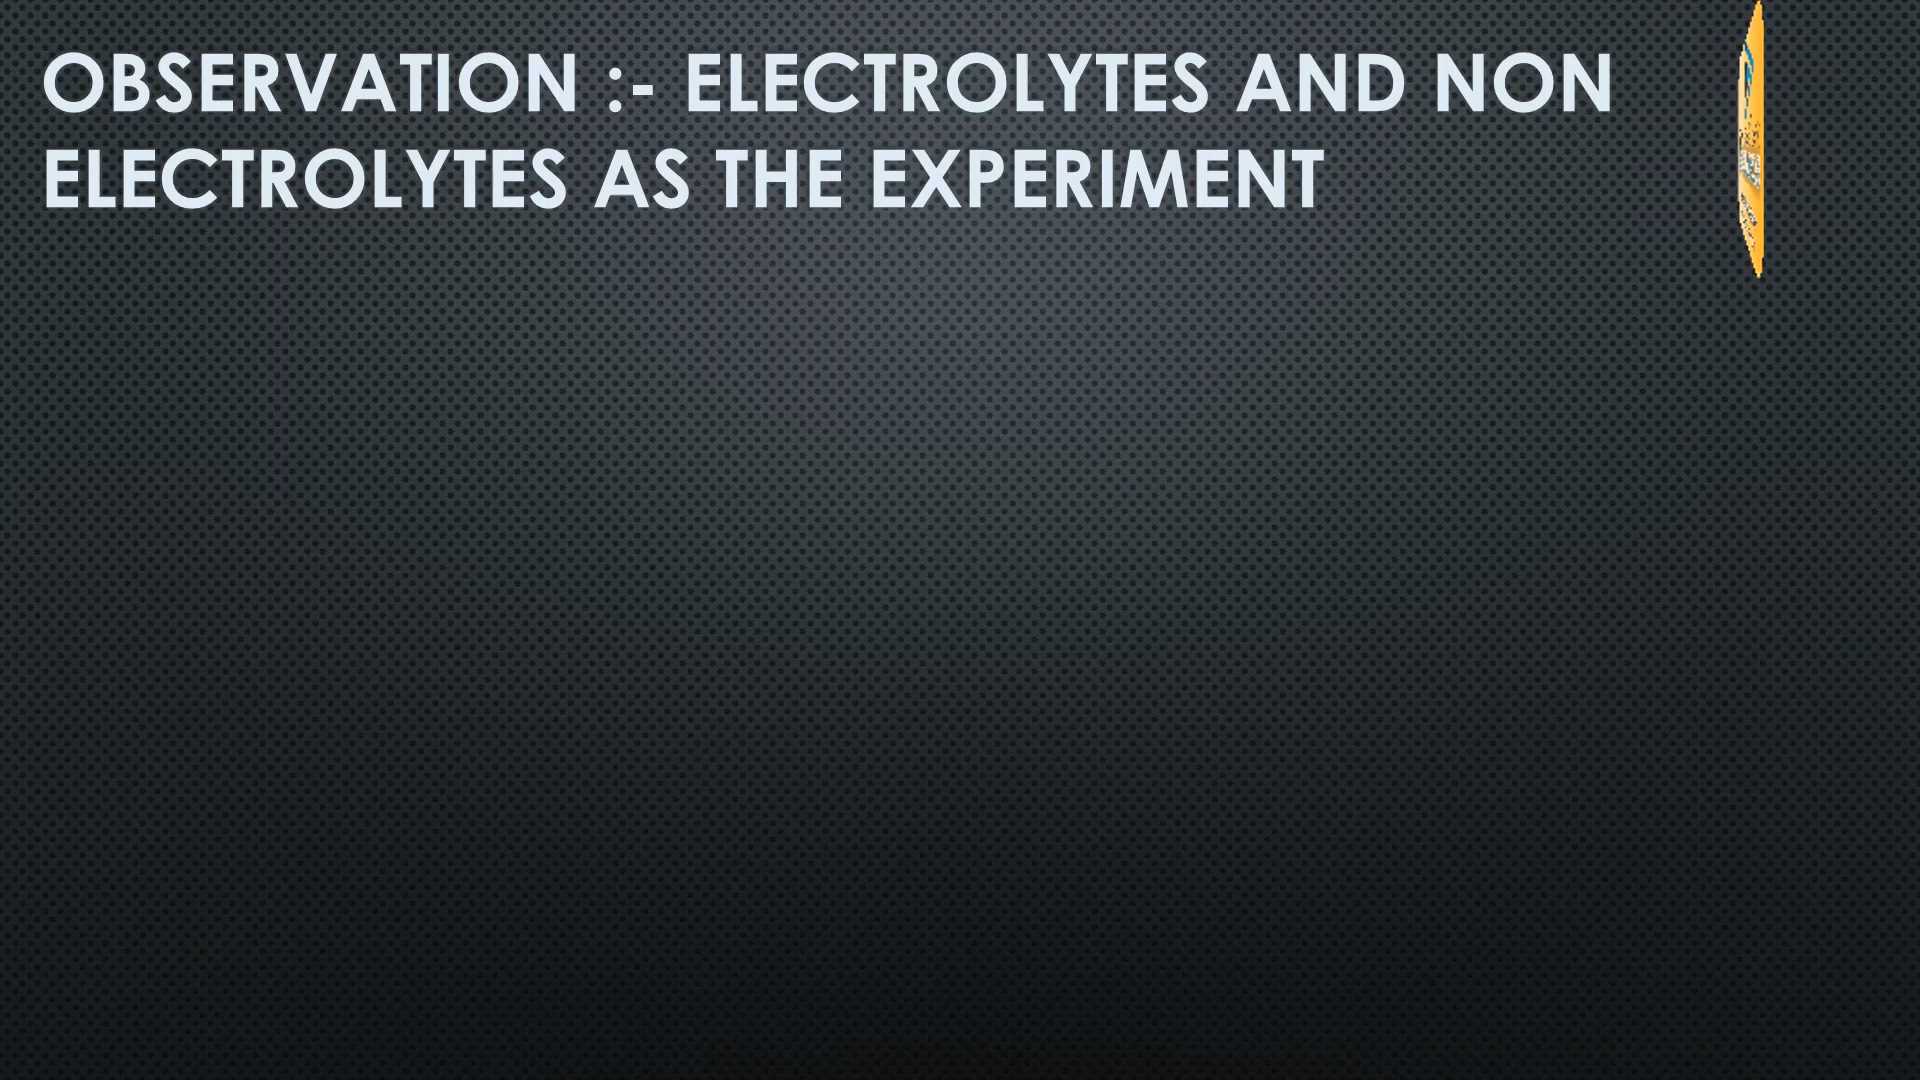 OBSERVATION :- ELECTROLYTES AND NON
ELECTROLYTES AS THE EXPERIMENT